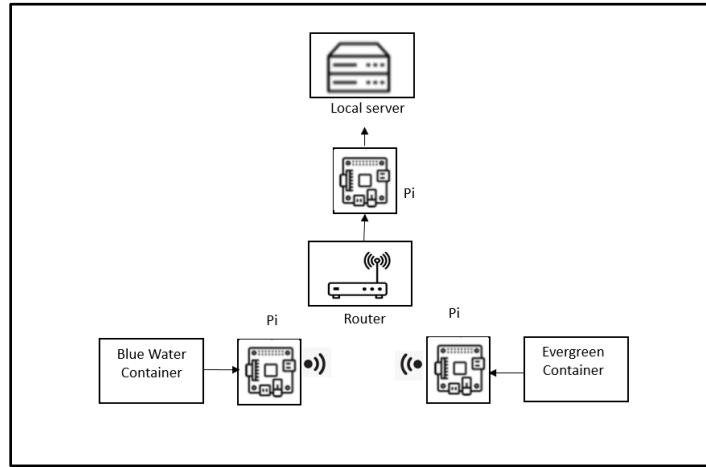 Local server
Pi
Router
Pi
Pi
Blue Water
Container
Evergreen
Container